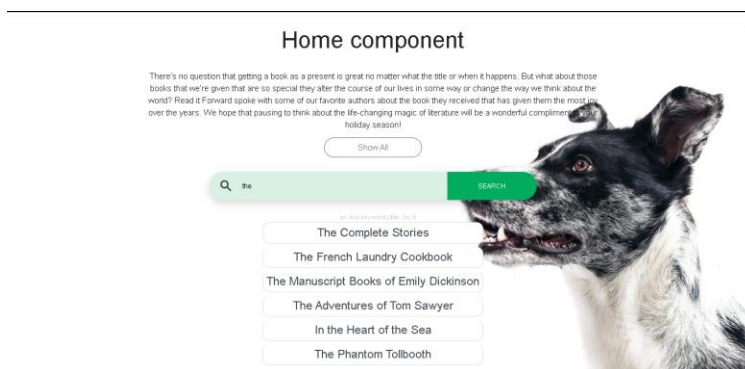 Home component
There's no question that getting a book as a present is great no matter what the title or when it happens. But what about those
books that we're given that are so special they alter the course of our lives in some way or change the way we think about the
world? Read it Forward spoke with some of our favorite authors about the book they received that has given them the most joy
over the years. We hope that pausing to think about the life-changing magic of literature will be a wonderful compliment to your
holiday season!
Show All
the
SEARCH
The Complete Stories
The French Laundry Cookbook
The Manuscript Books of Emily Dickinson
The Adventures of Tom Sawyer
In the Heart of the Sea
The Phantom Tollbooth